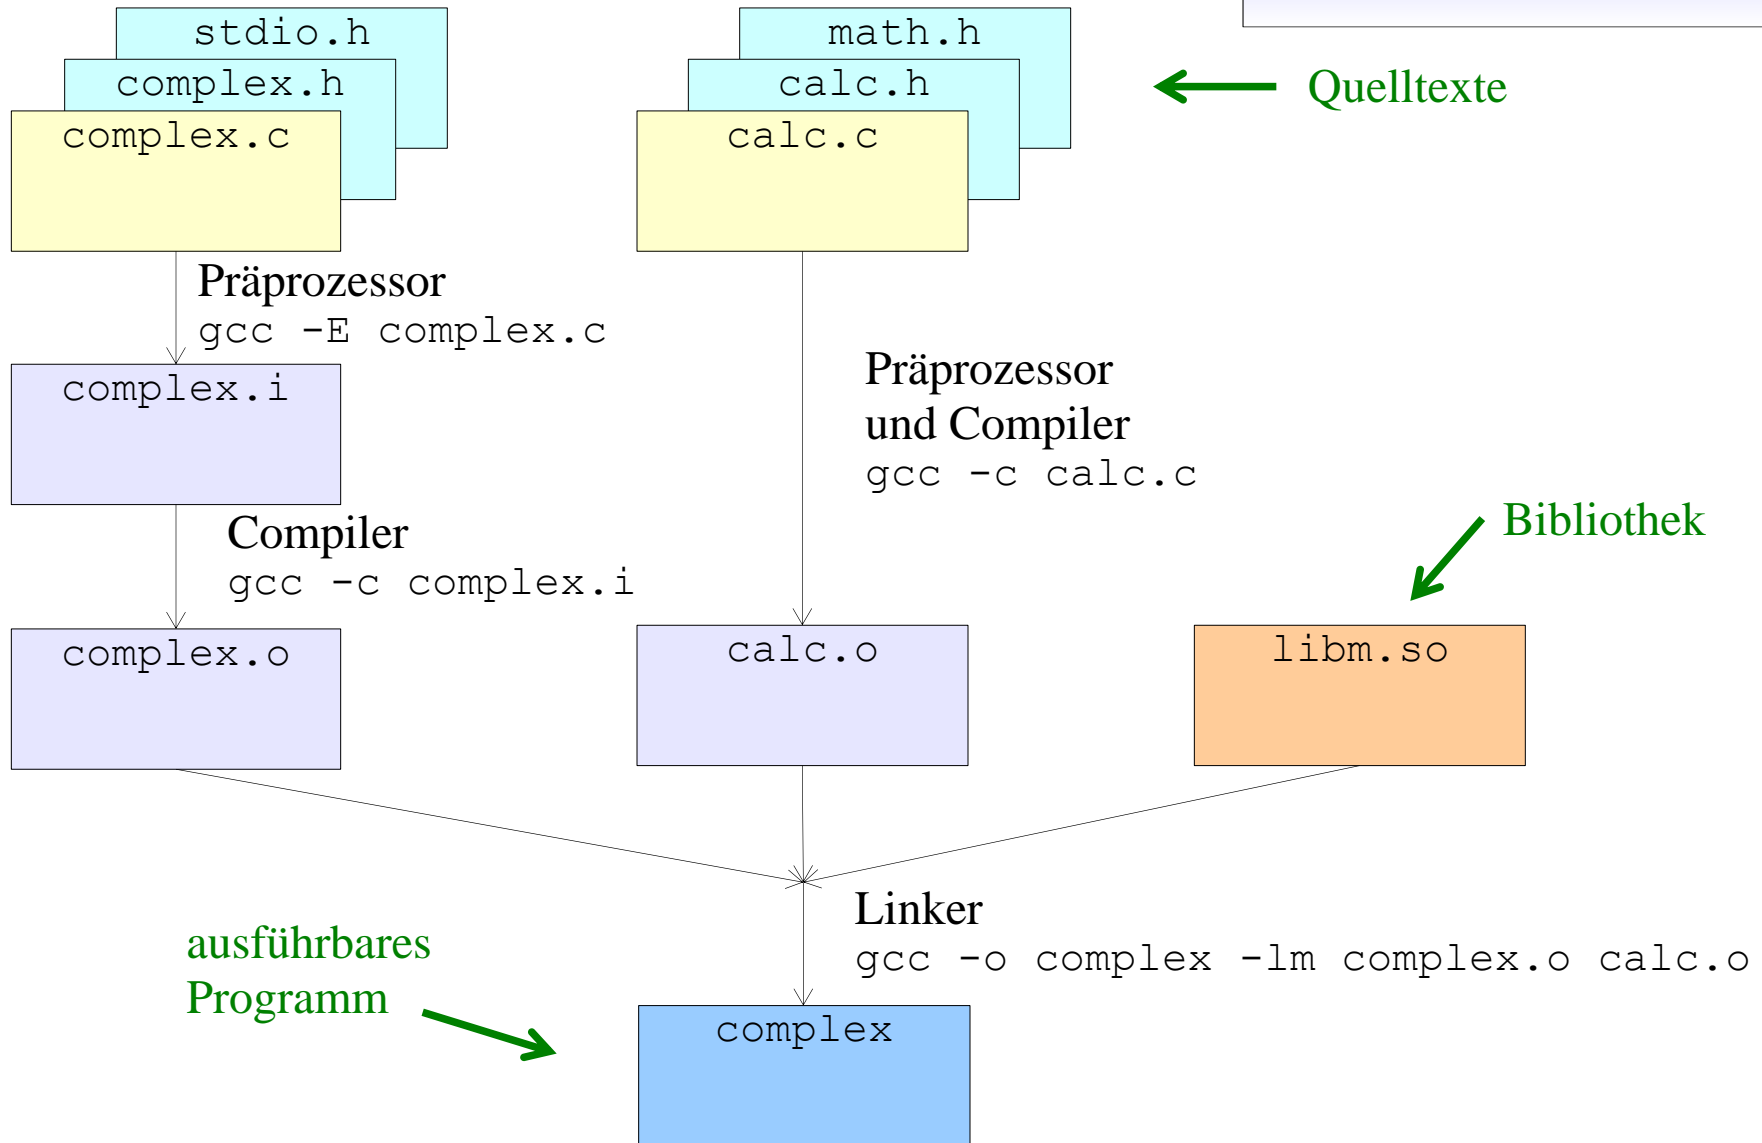 stdio.h
complex.h
complex.c
math.h
calc.h
calc.c
Quelltexte
Präprozessor
gcc -E complex.c
complex.i
Präprozessor
und Compiler
gcc -c calc.c
Compiler
gcc -c complex.i
Bibliothek
complex.o
calc.o
libm.so
Linker
gcc -o complex -lm complex.o calc.o
ausführbares
Programm
complex